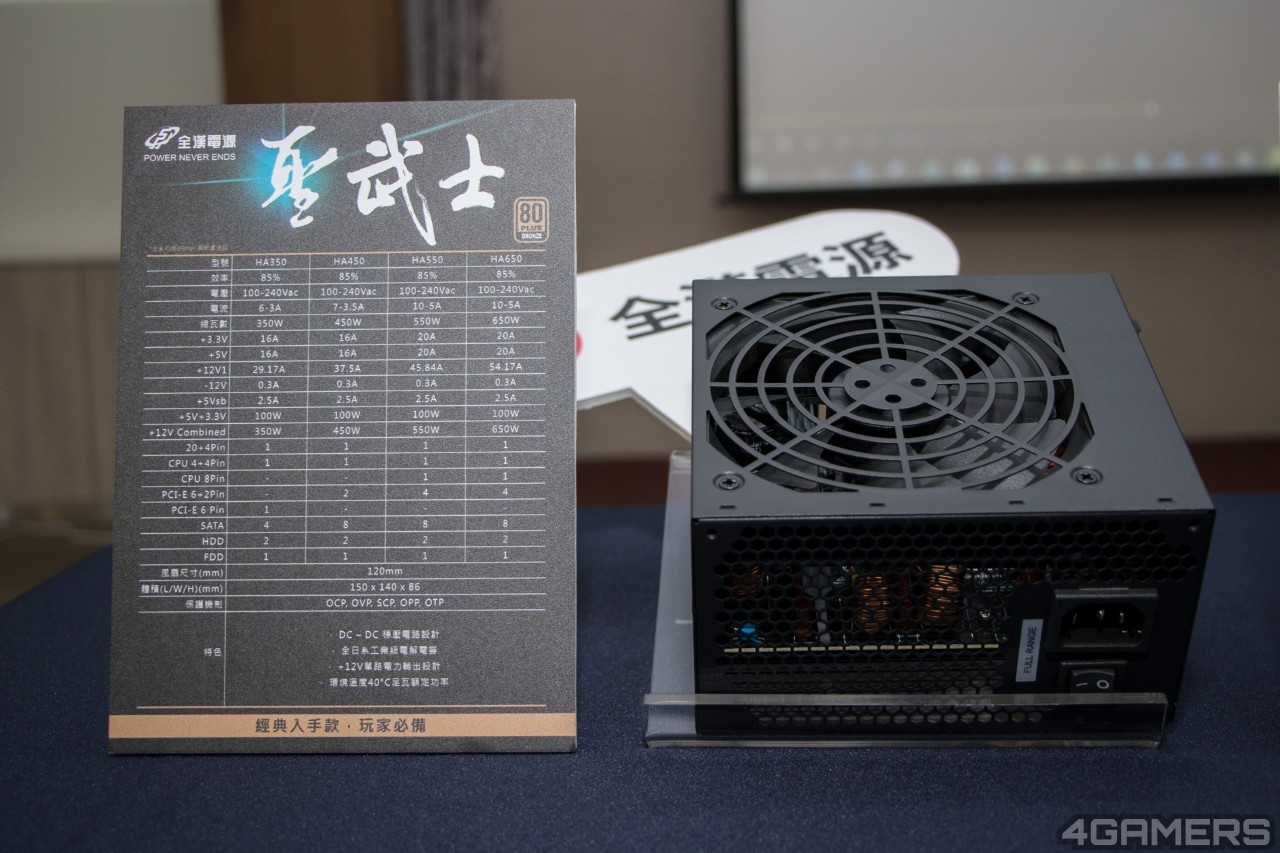 FSP 全漢電源
POWER NEVER ENDS
聖武士
80
PLUS
BRONZE
型號 HA350 HA450 HA550 HA650
效率 85% 85% 85% 85%
電壓 100-240Vac 100-240Vac 100-240Vac 100-240Vac
電流 6-3A 7-3.5A 10-5A 10-5A
總瓦數 350W 450W 550W 650W
+3.3V 16A 16A 20A 20A
+5V 16A 16A 20A 20A
+12V1 29.17A 37.5A 45.84A 54.17A
-12V 0.3A 0.3A 0.3A 0.3A
+5Vsb 2.5A 2.5A 2.5A 2.5A
+5V+3.3V 100W 100W 100W 100W
+12V Combined 350W 450W 550W 650W
20+4Pin 1 1 1 1
CPU 4+4Pin 1 1 1 1
CPU 8Pin - - 1 1
PCI-E 6+2Pin - 2 4 4
PCI-E 6 Pin 1 - - -
SATA 4 8 8 8
HDD 2 2 2 2
FDD 1 1 1 1
風扇尺寸(mm) 120mm
體積(L/W/H)(mm) 150 x 140 x 86
保護機制 OCP, OVP, SCP, OPP, OTP
特色
DC – DC 穩壓電路設計
全日系工業級電解電容
+12V單路電力輸出設計
環境溫度40°C足瓦額定功率
經典入手款，玩家必備
全漢電源
FULL RANGE
4GAMERS